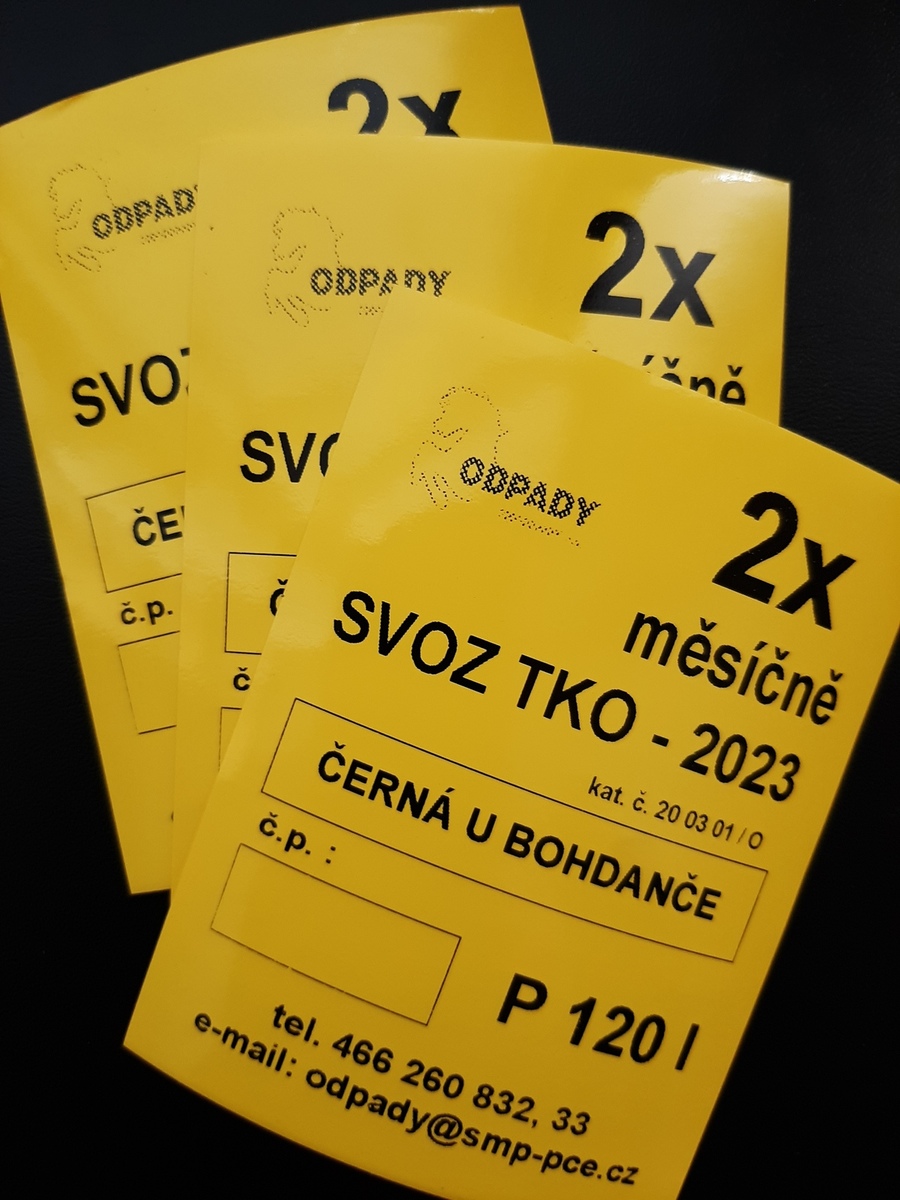 2x
ODPADY
SVOZ
ČE
č.p.
2x
ODPADY
SVO
Č
č
2x
měsíčně
ODPADY
SVOZ TKO - 2023
kat. č. 20 03 01 / O
ČERNÁ U BOHDANČE
č.p. :
P 120 l
tel. 466 260 832, 33
e-mail: odpady@smp-pce.cz